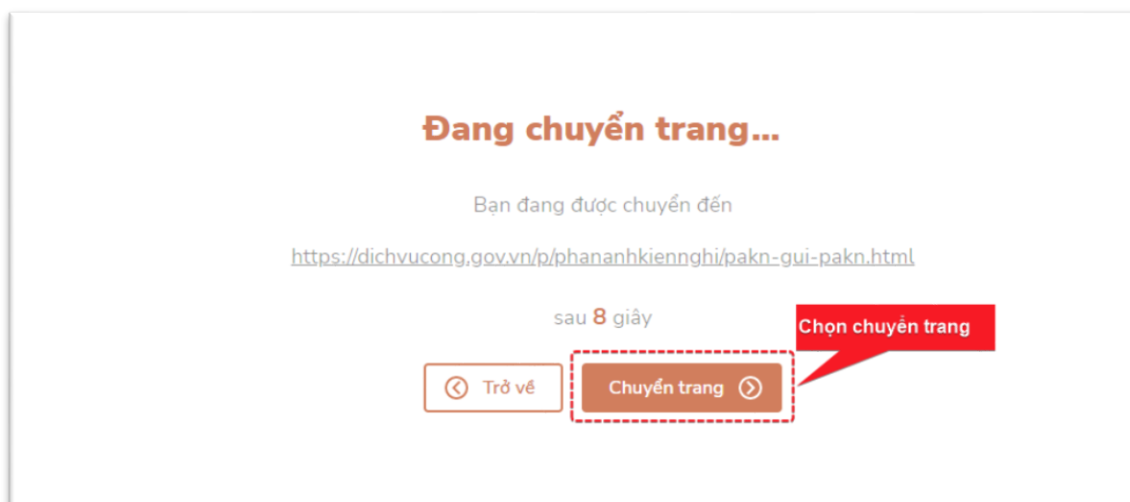 Đang chuyển trang...
Bạn đang được chuyển đến
https://dichvucong.gov.vn/p/phananhkiennghi/pakn-gui-pakn.html
sau 8 giây
Chọn chuyển trang
Trở về
Chuyển trang